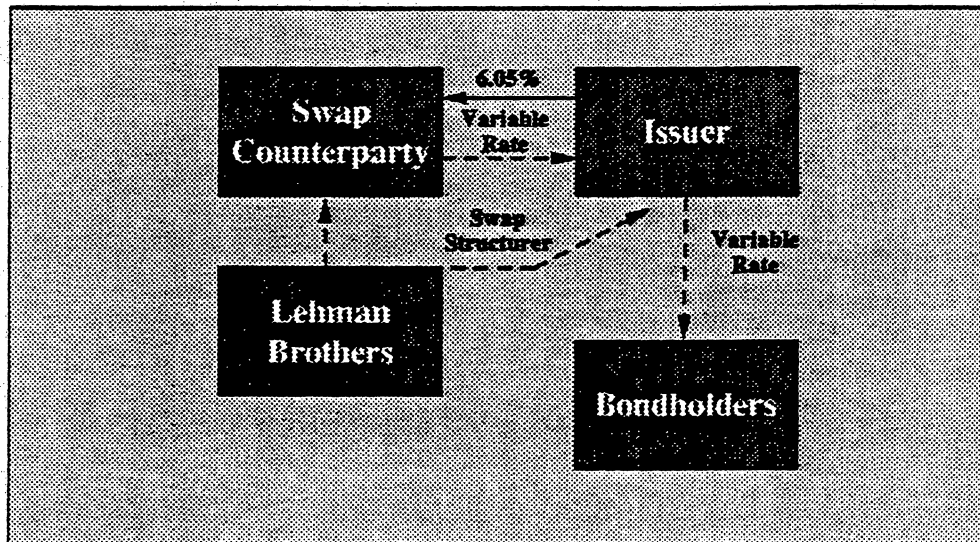 6.05%
Swap
Counterparty
Variable
Rate
Issuer
Swap
Structurer
Variable
Rate
Lehman
Brothers
Bondholders